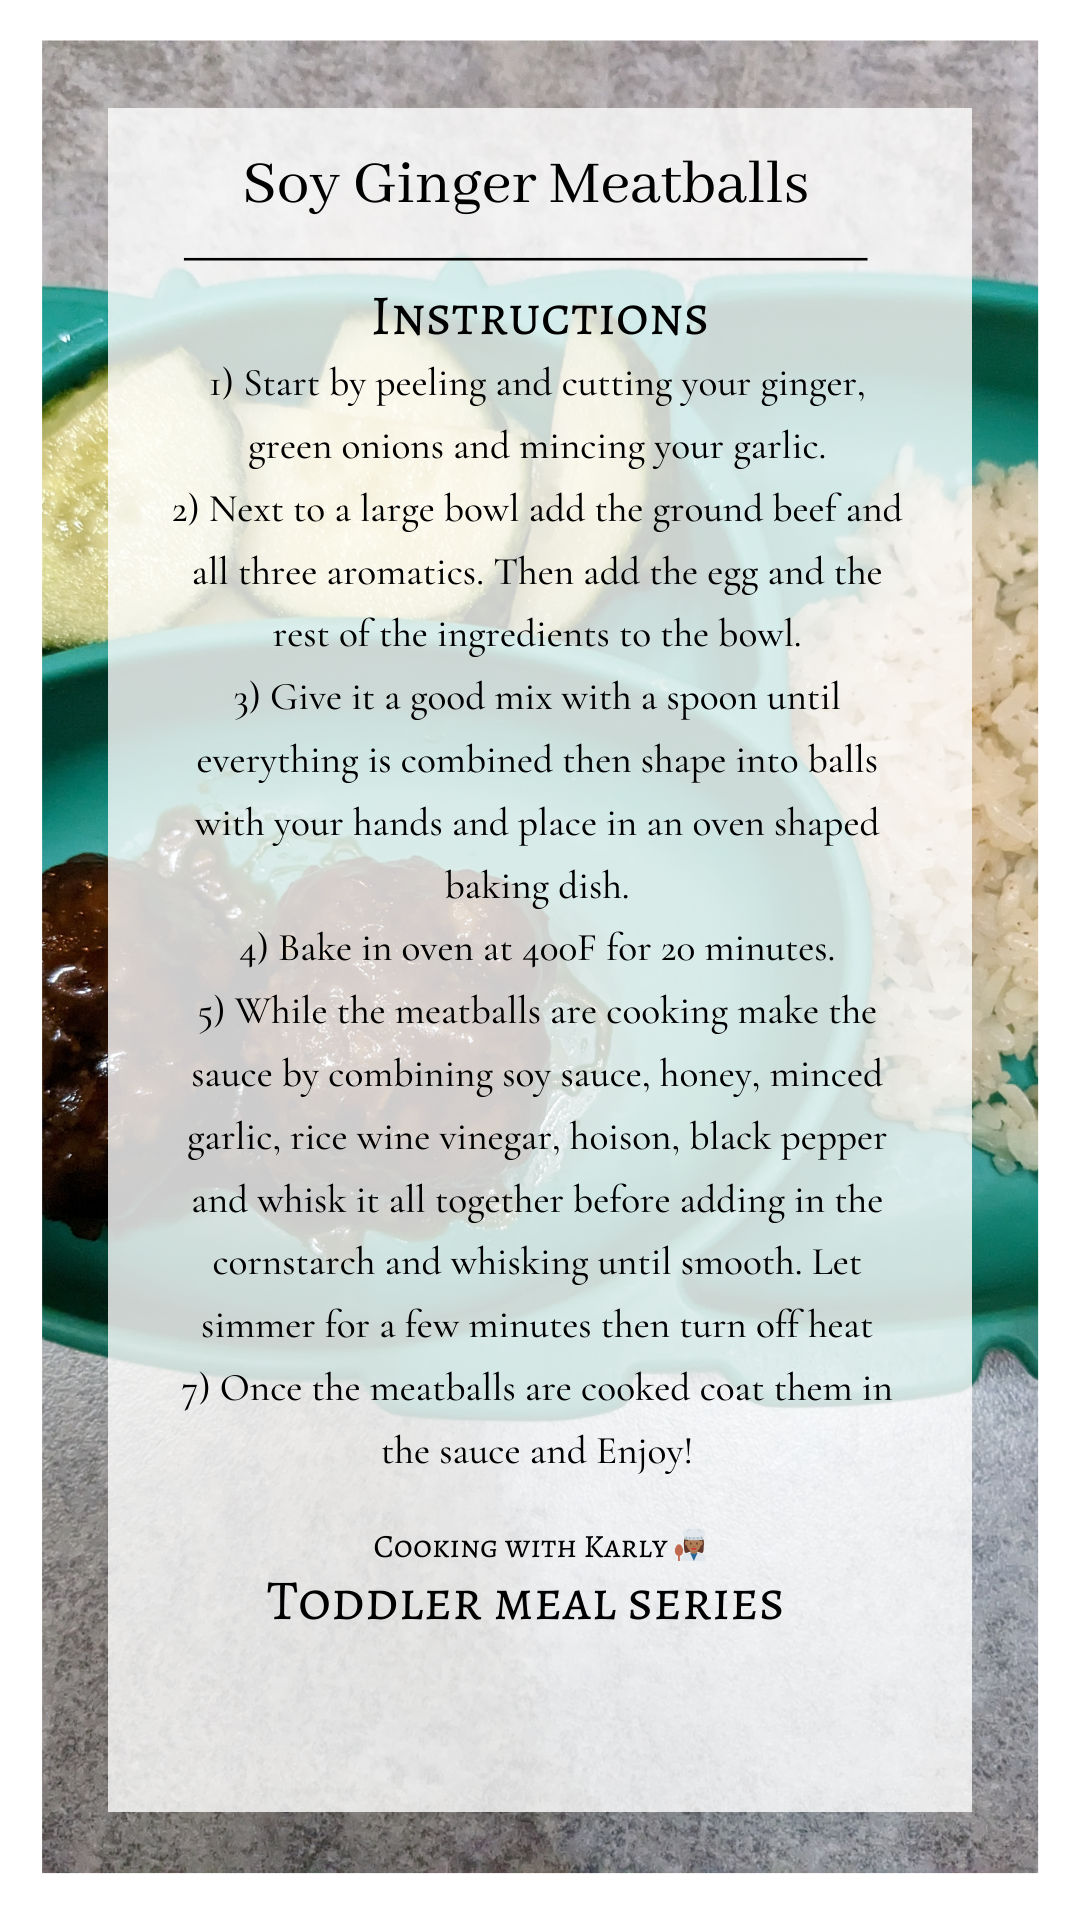 Soy Ginger Meatballs
Instructions
1) Start by peeling and cutting your ginger,
green onions and mincing your garlic.
2) Next to a large bowl add the ground beef and
all three aromatics. Then add the egg and the
rest of the ingredients to the bowl.
3) Give it a good mix with a spoon until
everything is combined then shape into balls
with your hands and place in an oven shaped
baking dish.
4) Bake in oven at 400F for 20 minutes.
5) While the meatballs are cooking make the
sauce by combining soy sauce, honey, minced
garlic, rice wine vinegar, hoison, black pepper
and whisk it all together before adding in the
cornstarch and whisking until smooth. Let
simmer for a few minutes then turn off heat
7) Once the meatballs are cooked coat them in
the sauce and Enjoy!
Cooking with Karly
Toddler meal series